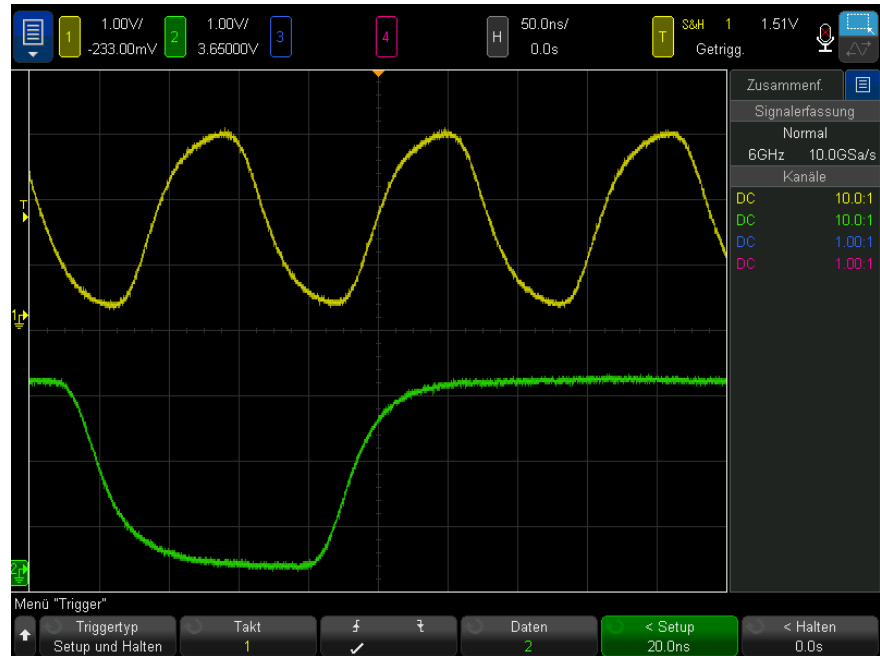 1 1.00V/ 2 1.00V/ 3 4 H 50.0ns/ T S&H 1 1.51V
-233.00mV 3.65000V 0.0s Getrigg.
Zusammenf.
Signalerfassung
Normal
6GHz 10.0GSa/s
Kanäle
DC 10.0:1
DC 10.0:1
DC 1.00:1
DC 1.00:1
T
1
2
Menü "Trigger"
Triggertyp Takt Daten < Setup < Halten
Setup und Halten 1 2 20.0ns 0.0s